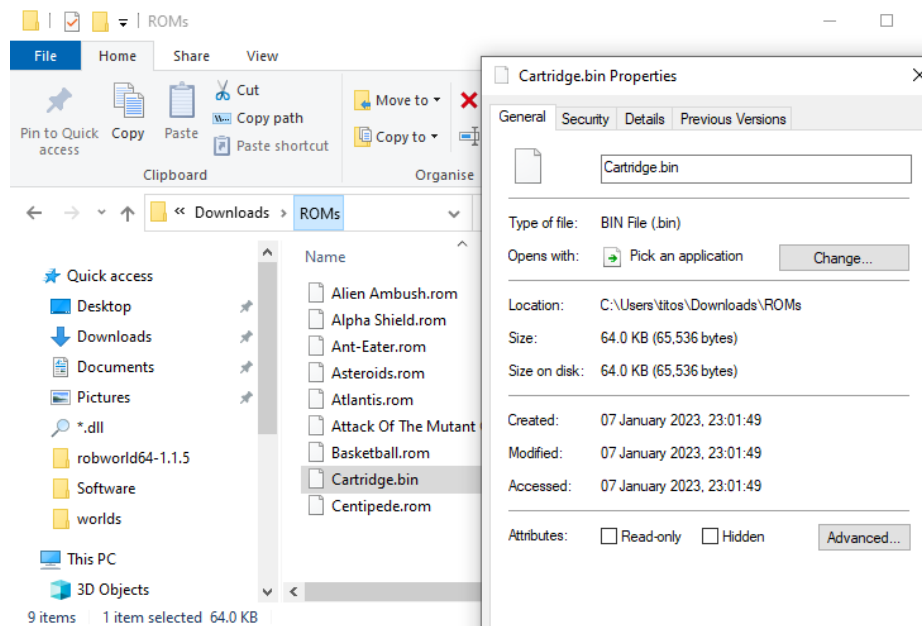 ROMs
File Home Share View
Pin to Quick access
Copy
Paste
Cut
Copy path
Paste shortcut
Move to
Copy to
Clipboard
Organise
« Downloads > ROMs
Quick access
Desktop
Downloads
Documents
Pictures
*.dll
robworld64-1.1.5
Software
worlds
This PC
3D Objects
Name
Alien Ambush.rom
Alpha Shield.rom
Ant-Eater.rom
Asteroids.rom
Atlantis.rom
Attack Of The Mutant
Basketball.rom
Cartridge.bin
Centipede.rom
9 items 1 item selected 64.0 KB
Cartridge.bin Properties
General Security Details Previous Versions
Cartridge.bin
Type of file: BIN File (.bin)
Opens with: Pick an application Change...
Location: C:\Users\titos\Downloads\ROMs
Size: 64.0 KB (65,536 bytes)
Size on disk: 64.0 KB (65,536 bytes)
Created: 07 January 2023, 23:01:49
Modified: 07 January 2023, 23:01:49
Accessed: 07 January 2023, 23:01:49
Attributes: Read-only Hidden Advanced...